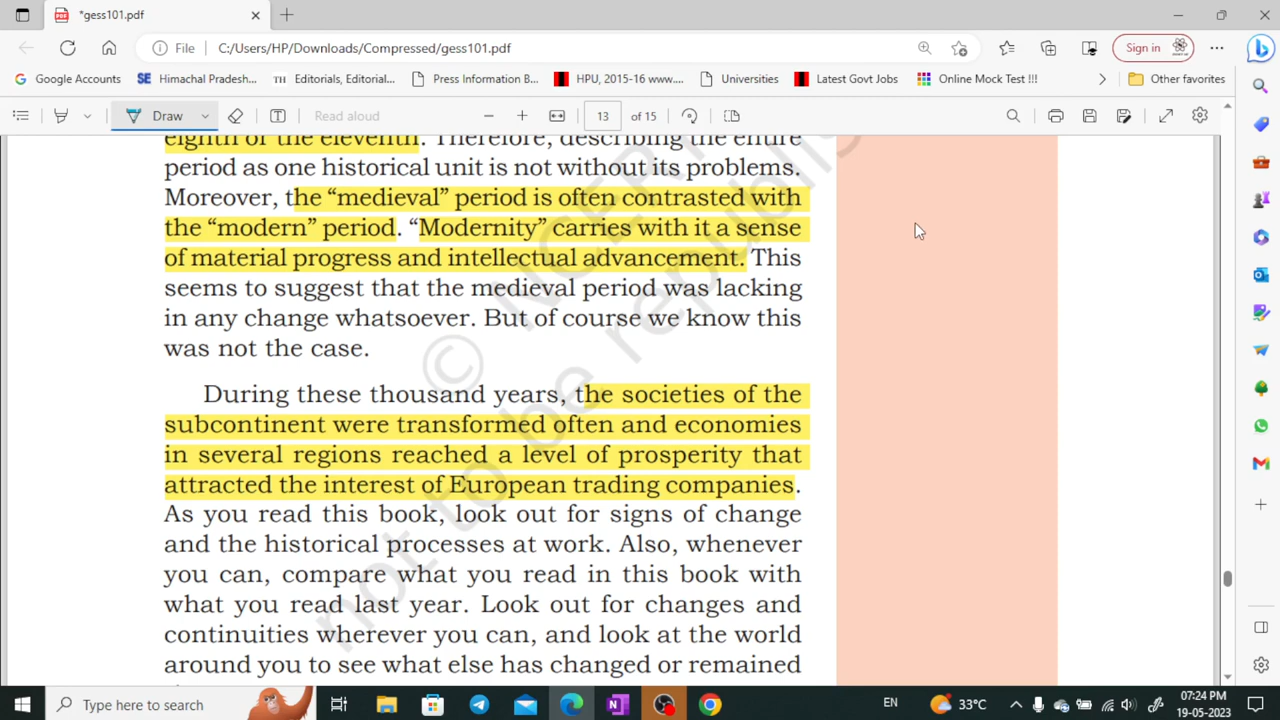 *gess101.pdf
File C:/Users/HP/Downloads/Compressed/gess101.pdf Sign in
Google Accounts SE Himachal Pradesh... TH Editorials, Editorial... Press Information B... HPU, 2015-16 www.... Universities Latest Govt Jobs Online Mock Test !!! Other favorites
Draw Read aloud 13 of 15
eighth or the eleventh. Therefore, describing the entire
period as one historical unit is not without its problems.
Moreover, the “medieval” period is often contrasted with
the “modern” period. “Modernity” carries with it a sense
of material progress and intellectual advancement. This
seems to suggest that the medieval period was lacking
in any change whatsoever. But of course we know this
was not the case.
During these thousand years, the societies of the
subcontinent were transformed often and economies
in several regions reached a level of prosperity that
attracted the interest of European trading companies.
As you read this book, look out for signs of change
and the historical processes at work. Also, whenever
you can, compare what you read in this book with
what you read last year. Look out for changes and
continuities wherever you can, and look at the world
around you to see what else has changed or remained
© NCERT
not to be republis
Type here to search EN 33°C 07:24 PM
19-05-2023